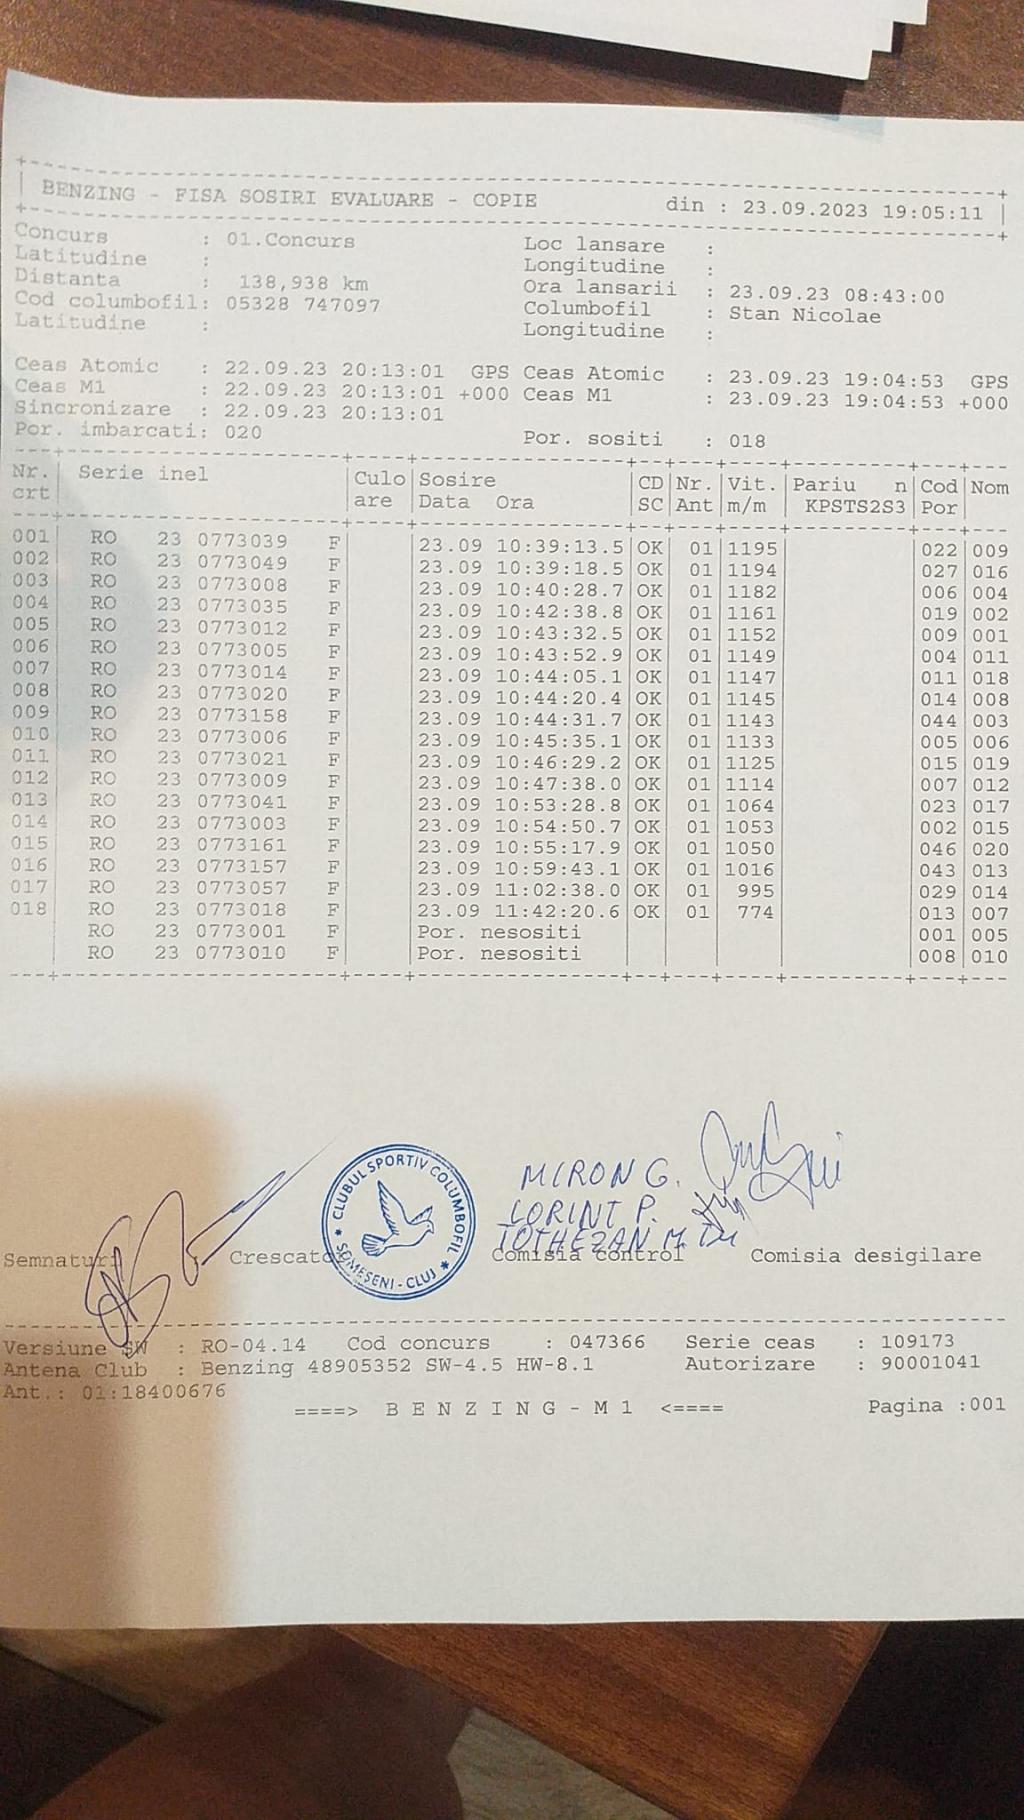 BENZING - FISA SOSIRI EVALUARE - COPIE din : 23.09.2023 19:05:11
Concurs : 01.Concurs Loc lansare :
Latitudine : Longitudine :
Distanta : 138,938 km Ora lansarii : 23.09.23 08:43:00
Cod columbofil: 05328 747097 Columbofil : Stan Nicolae
Latitudine : Longitudine :
Ceas Atomic : 22.09.23 20:13:01 GPS Ceas Atomic : 23.09.23 19:04:53 GPS
Ceas M1 : 22.09.23 20:13:01 +000 Ceas M1 : 23.09.23 19:04:53 +000
Sincronizare : 22.09.23 20:13:01
Por. imbarcati: 020 Por. sositi : 018
Nr. Serie inel Culo Sosire CD Nr. Vit. Pariu n Cod Nom
crt are Data Ora SC Ant m/m KPSTS2S3 Por
001 RO 23 0773039 F 23.09 10:39:13.5 OK 01 1195 022 009
002 RO 23 0773049 F 23.09 10:39:18.5 OK 01 1194 027 016
003 RO 23 0773008 F 23.09 10:40:28.7 OK 01 1182 006 004
004 RO 23 0773035 F 23.09 10:42:38.8 OK 01 1161 019 002
005 RO 23 0773012 F 23.09 10:43:32.5 OK 01 1152 009 001
006 RO 23 0773005 F 23.09 10:43:52.9 OK 01 1149 004 011
007 RO 23 0773014 F 23.09 10:44:05.1 OK 01 1147 011 018
008 RO 23 0773020 F 23.09 10:44:20.4 OK 01 1145 014 008
009 RO 23 0773158 F 23.09 10:44:31.7 OK 01 1143 044 003
010 RO 23 0773006 F 23.09 10:45:35.1 OK 01 1133 005 006
011 RO 23 0773021 F 23.09 10:46:29.2 OK 01 1125 015 019
012 RO 23 0773009 F 23.09 10:47:38.0 OK 01 1114 007 012
013 RO 23 0773041 F 23.09 10:53:28.8 OK 01 1064 023 017
014 RO 23 0773003 F 23.09 10:54:50.7 OK 01 1053 002 015
015 RO 23 0773161 F 23.09 10:55:17.9 OK 01 1050 046 020
016 RO 23 0773157 F 23.09 10:59:43.1 OK 01 1016 043 013
017 RO 23 0773057 F 23.09 11:02:38.0 OK 01 995 029 014
018 RO 23 0773018 F 23.09 11:42:20.6 OK 01 774 013 007
RO 23 0773001 F Por. nesositi 001 005
RO 23 0773010 F Por. nesositi 008 010
CLUBUL SPORTIV COLUMBOFIL * SOMESENI - CLUJ *
MIRON G.
LORINT P.
TOTHEZAN M.
Semnaturi Crescator Comisia control Comisia desigilare
Versiune SW : RO-04.14 Cod concurs : 047366 Serie ceas : 109173
Antena Club : Benzing 48905352 SW-4.5 HW-8.1 Autorizare : 90001041
Ant.: 01:18400676
====> B E N Z I N G - M 1 <==== Pagina :001